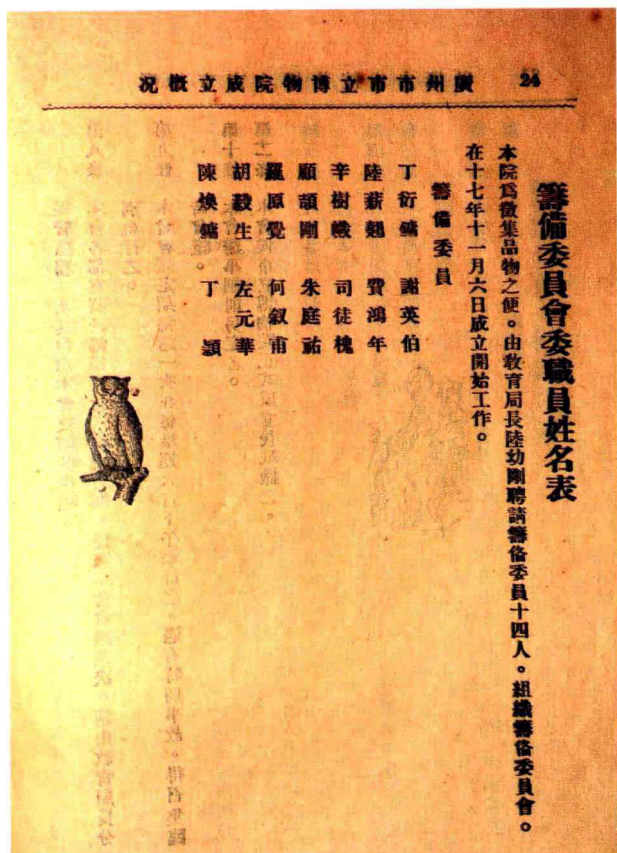 廣州市市立博物院成立概況
24
籌備委員會委職員姓名表
本院爲徵集品物之便。由敎育局長陸幼剛聘請籌備委員十四人。組織籌備委員會。
在十七年十一月六日成立開始工作。
籌備委員
丁衍鏞 謝英伯
陸薪翹 費鴻年
辛樹幟 司徒槐
顧頡剛 朱庭祜
羅原覺 何叙甫
胡毅生 左元華
陳煥鏞 丁 顥